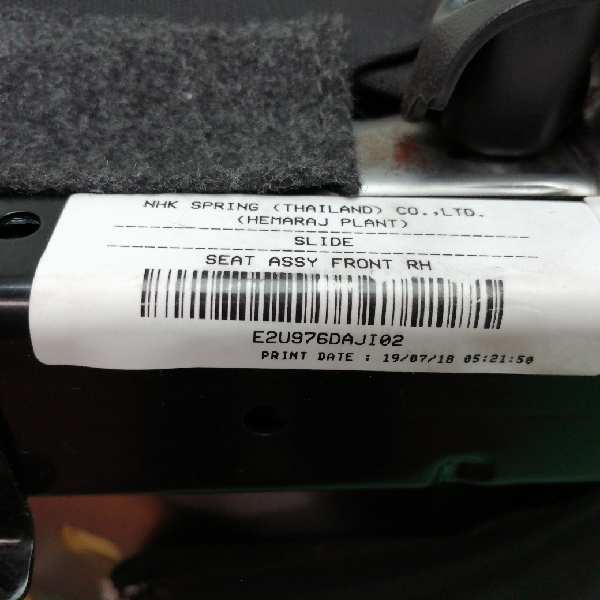 NHK SPRING (THAILAND) CO.,LTD.
(HEMARAJ PLANT)
SLIDE
SEAT ASSY FRONT RH
E2U976DAJI02
PRINT DATE : 19/07/18 05:21:50